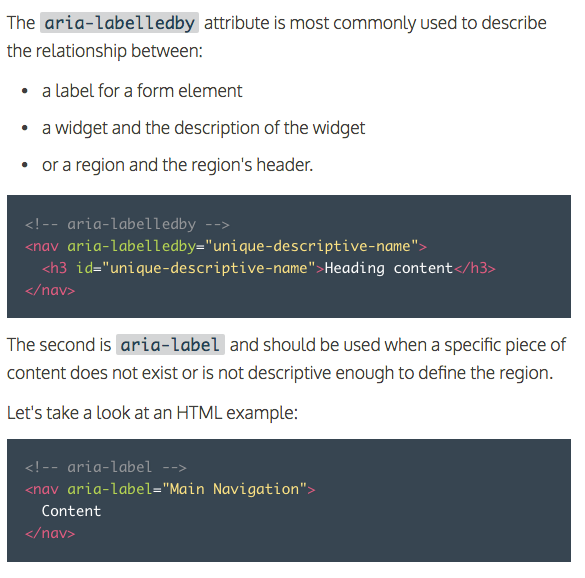 The aria-labelledby attribute is most commonly used to describe
the relationship between:
• a label for a form element
• a widget and the description of the widget
• or a region and the region's header.
<!-- aria-labelledby -->
<nav aria-labelledby="unique-descriptive-name">
  <h3 id="unique-descriptive-name">Heading content</h3>
</nav>
The second is aria-label and should be used when a specific piece of
content does not exist or is not descriptive enough to define the region.
Let's take a look at an HTML example:
<!-- aria-label -->
<nav aria-label="Main Navigation">
  Content
</nav>